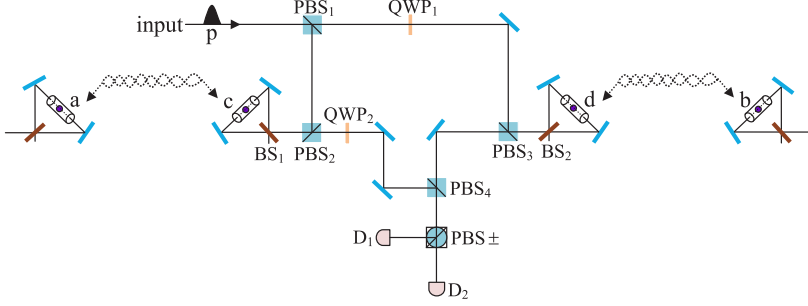 PBS₁
QWP₁
input
p
a
c
d
b
QWP₂
BS₁
PBS₂
PBS₃
BS₂
PBS₄
D₁
PBS±
D₂